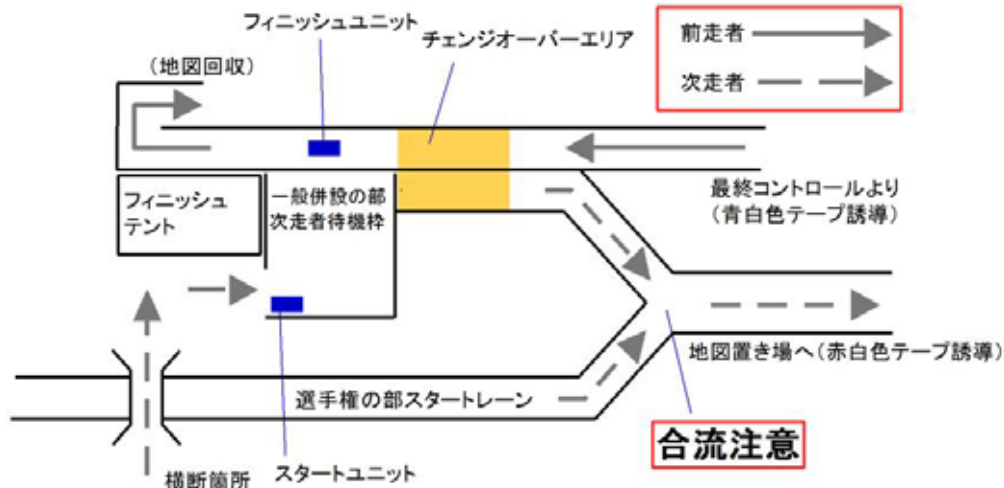 フィニッシュユニット
チェンジオーバーエリア
前走者
次走者
(地図回収)
最終コントロールより
(青白色テープ誘導)
フィニッシュ
テント
一般併設の部
次走者待機枠
地図置き場へ(赤白色テープ誘導)
選手権の部スタートレーン
合流注意
横断箇所
スタートユニット